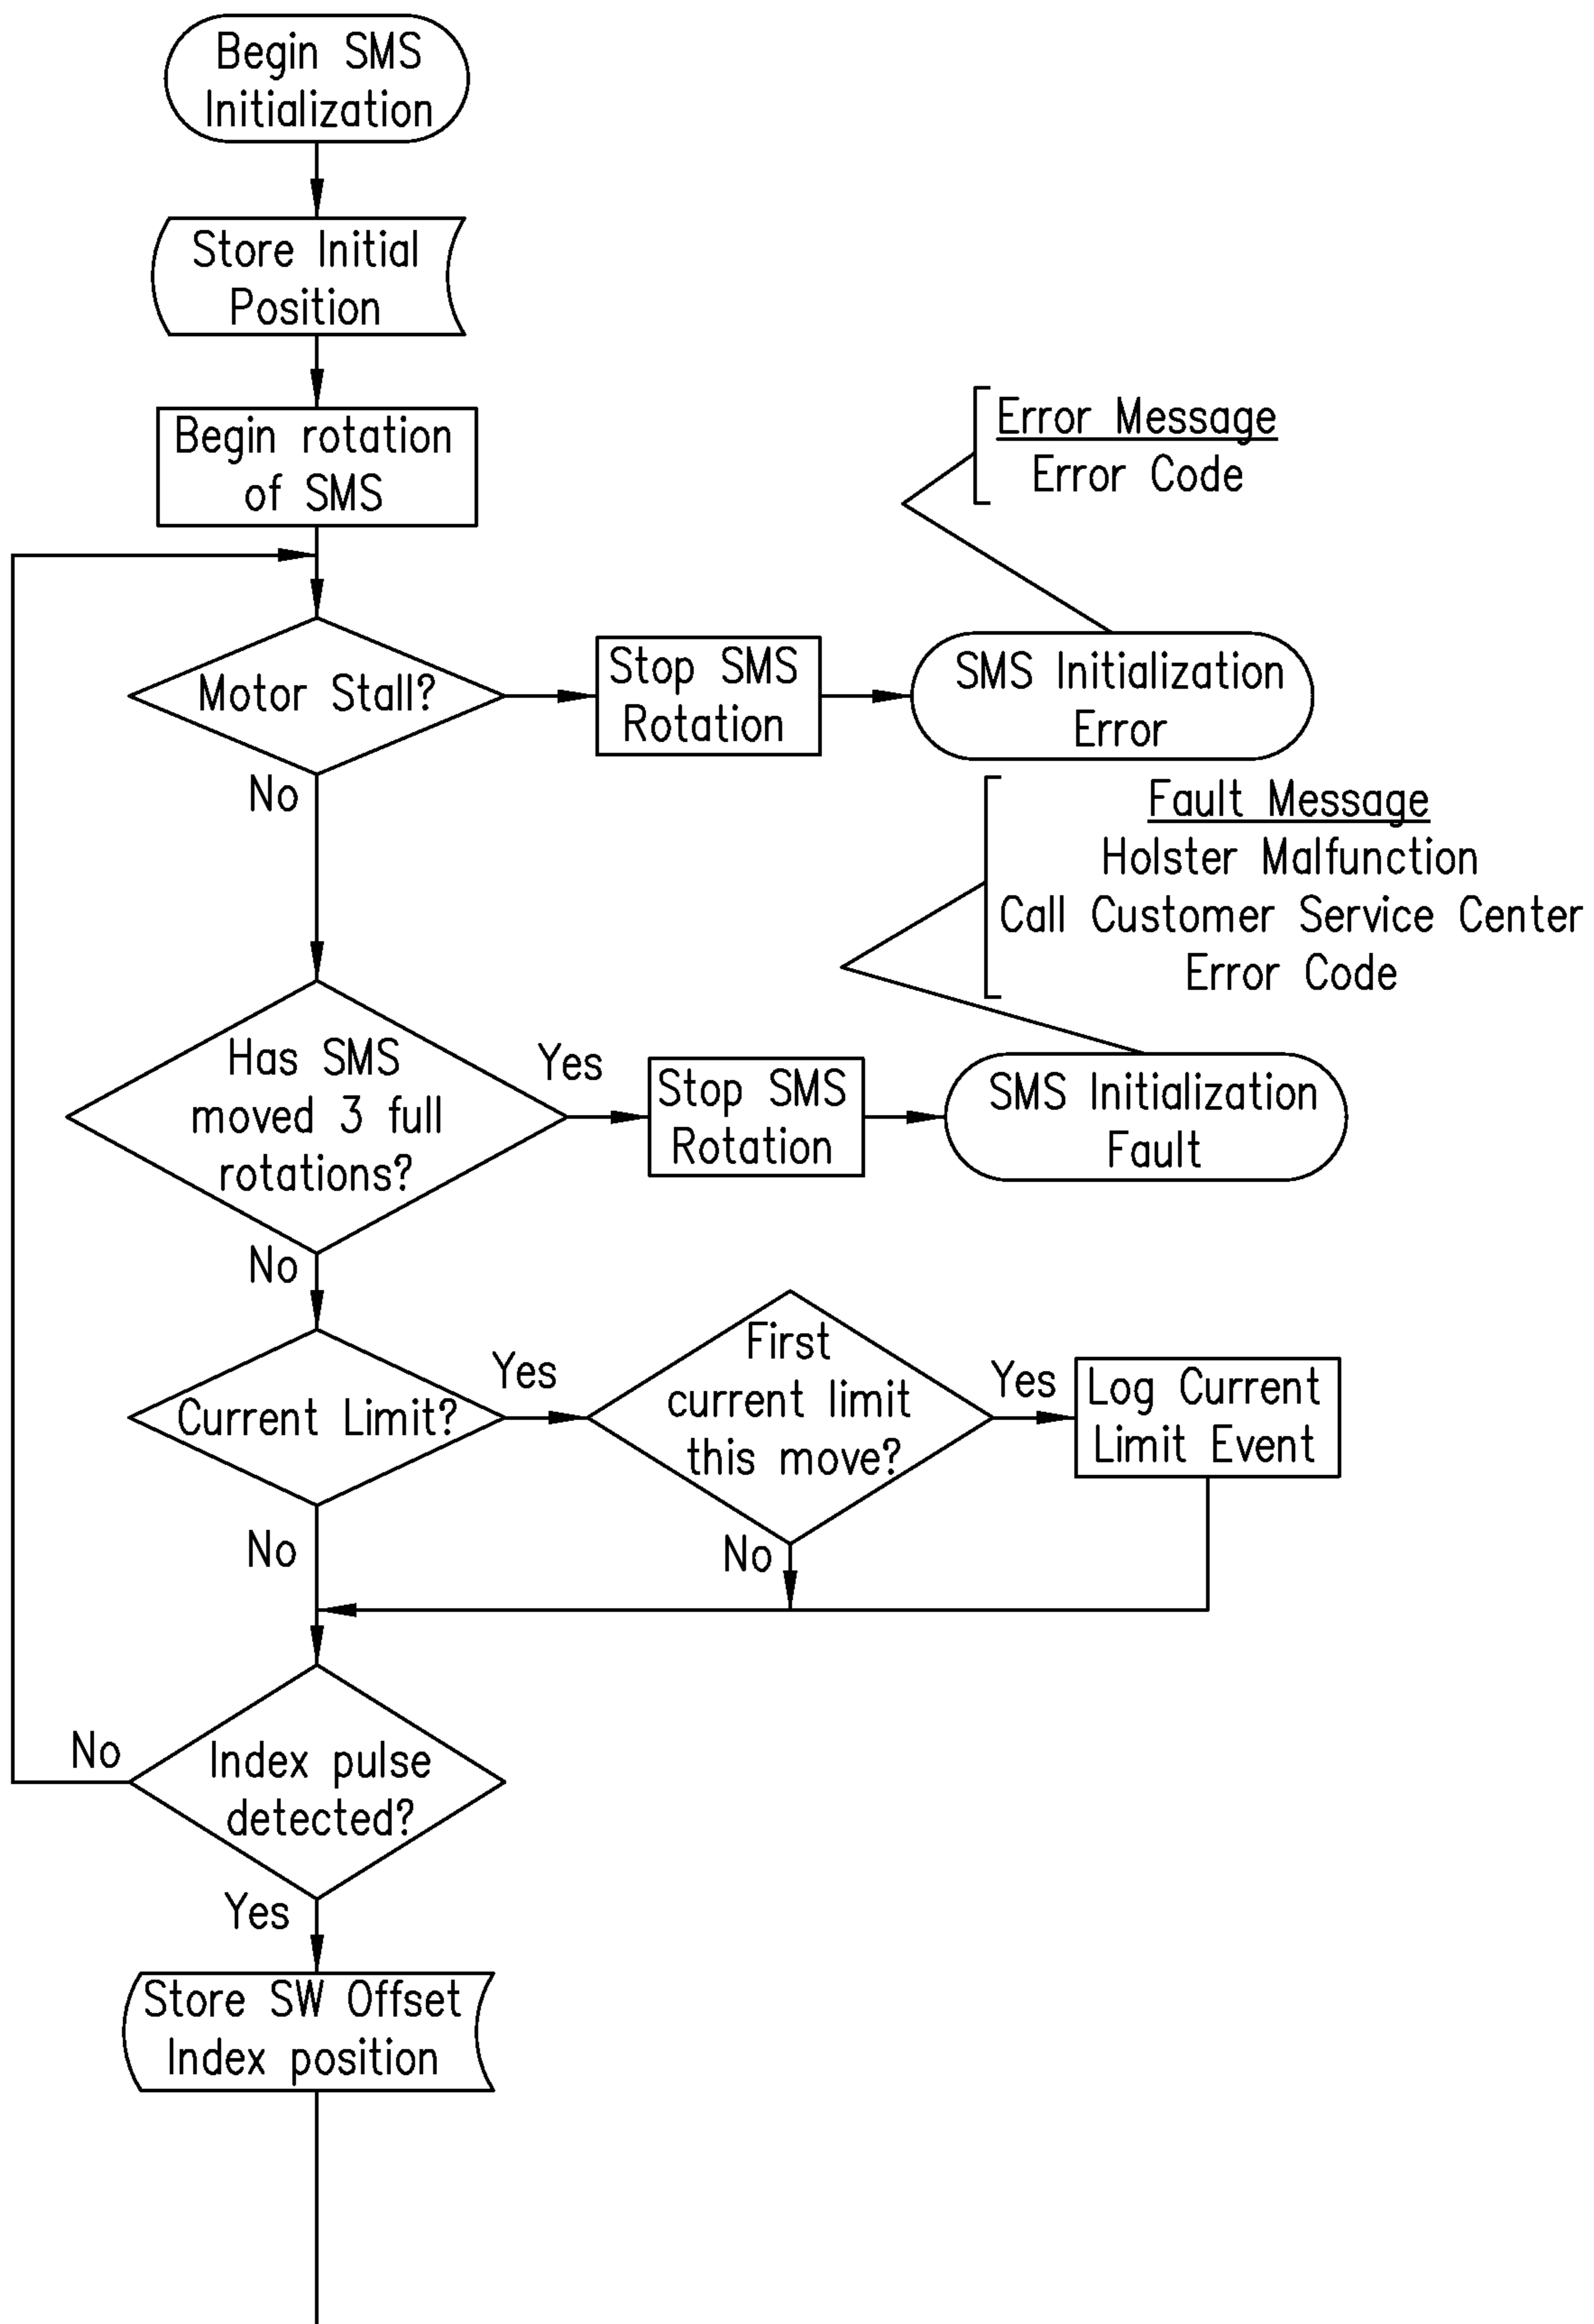 Begin SMS
Initialization
Store Initial
Position
Begin rotation
of SMS
Error Message
Error Code
Motor Stall?
Stop SMS
Rotation
SMS Initialization
Error
No
Fault Message
Holster Malfunction
Call Customer Service Center
Error Code
Has SMS
moved 3 full
rotations?
Yes
Stop SMS
Rotation
SMS Initialization
Fault
No
Current Limit?
Yes
First
current limit
this move?
Yes
Log Current
Limit Event
No
No
Index pulse
detected?
No
Yes
Store SW Offset
Index position